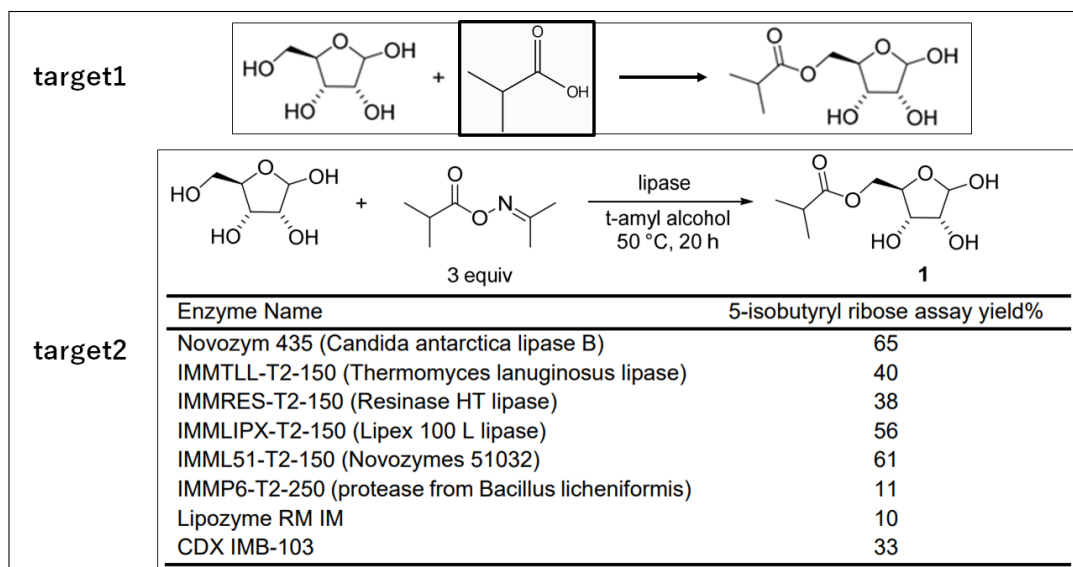 target1
HO
O
OH
HO
OH
+
O
OH
O
O
O
OH
HO
OH
target2
HO
O
OH
HO
OH
+
O
O
N
3 equiv
lipase
t-amyl alcohol
50 °C, 20 h
O
O
O
OH
HO
OH
1
Enzyme Name 5-isobutyryl ribose assay yield%
Novozym 435 (Candida antarctica lipase B) 65
IMMTLL-T2-150 (Thermomyces lanuginosus lipase) 40
IMMRES-T2-150 (Resinase HT lipase) 38
IMMLIPX-T2-150 (Lipex 100 L lipase) 56
IMML51-T2-150 (Novozymes 51032) 61
IMMP6-T2-250 (protease from Bacillus licheniformis) 11
Lipozyme RM IM 10
CDX IMB-103 33